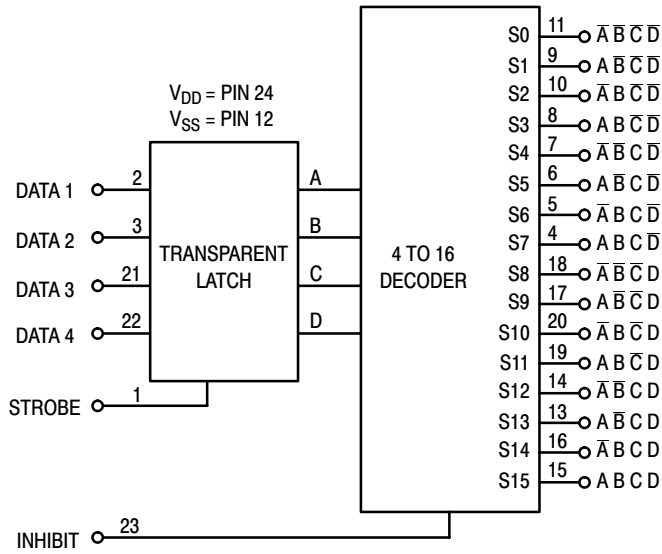 V_DD = PIN 24
V_SS = PIN 12
DATA 1 2
DATA 2 3
DATA 3 21
DATA 4 22
STROBE 1
INHIBIT 23
TRANSPARENT
LATCH
A
B
C
D
4 TO 16
DECODER
S0 11 A̅ B̅ C̅ D̅
S1 9 A B̅ C̅ D̅
S2 10 A̅ B C̅ D̅
S3 8 A B C̅ D̅
S4 7 A̅ B̅ C D̅
S5 6 A B̅ C D̅
S6 5 A̅ B C D̅
S7 4 A B C D̅
S8 18 A̅ B̅ C̅ D
S9 17 A B̅ C̅ D
S10 20 A̅ B C̅ D
S11 19 A B C̅ D
S12 14 A̅ B̅ C D
S13 13 A B̅ C D
S14 16 A̅ B C D
S15 15 A B C D